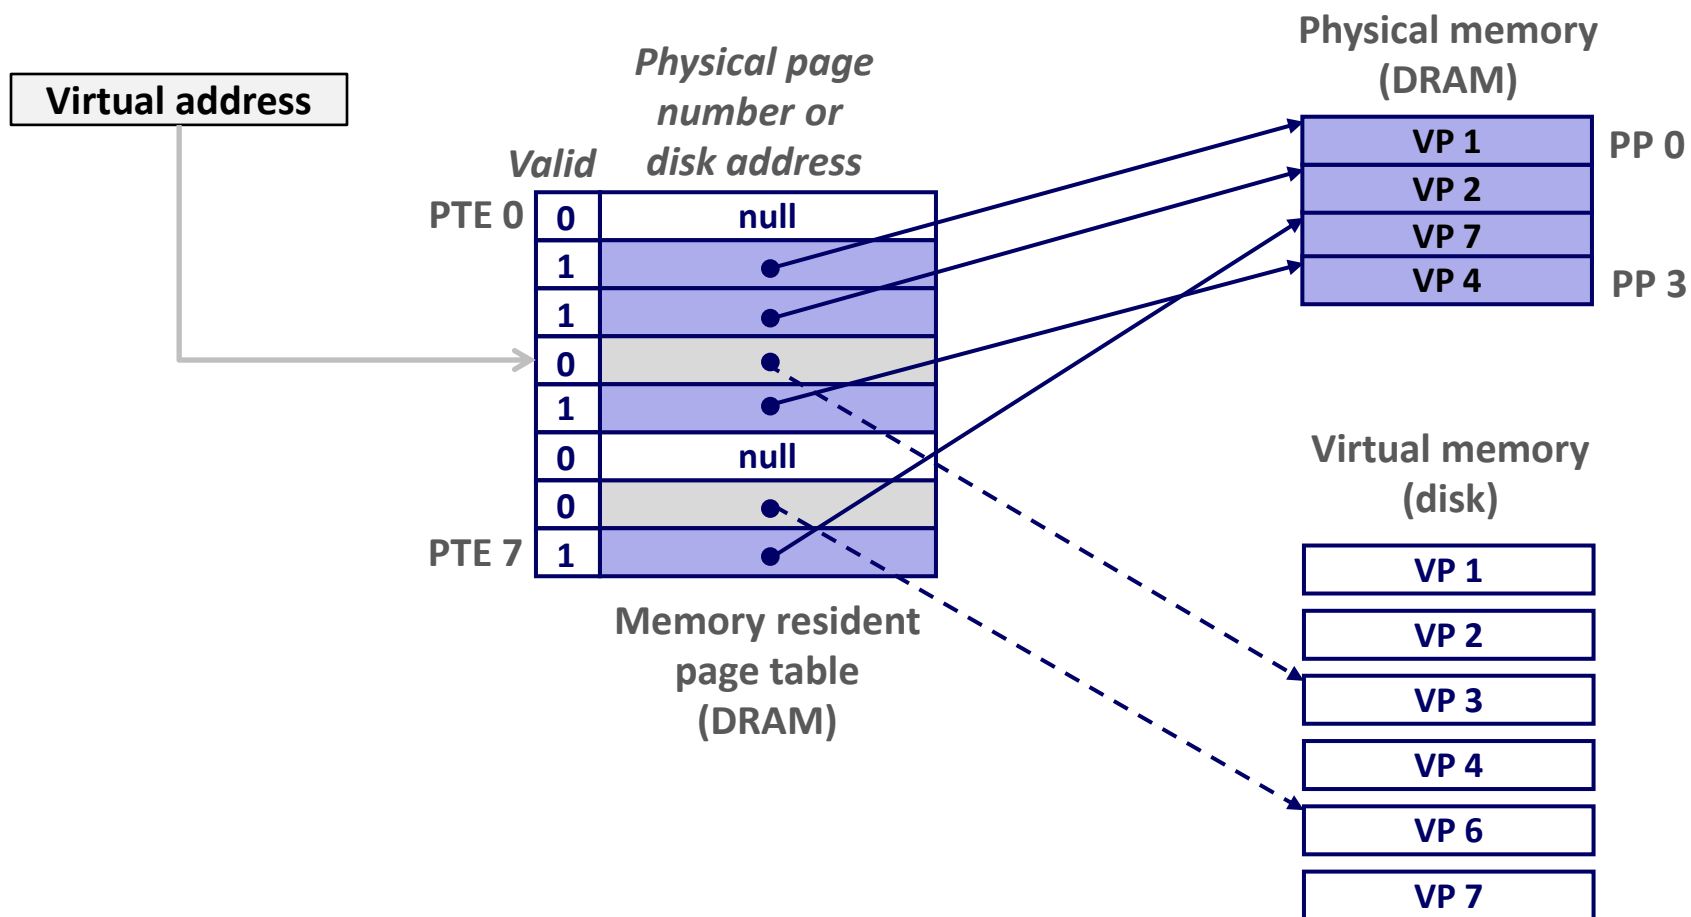 Virtual address
Physical page
number or
disk address
Valid
PTE 0
0
null
1
1
0
1
0
null
0
PTE 7
1
Memory resident
page table
(DRAM)
Physical memory
(DRAM)
VP 1
PP 0
VP 2
VP 7
VP 4
PP 3
Virtual memory
(disk)
VP 1
VP 2
VP 3
VP 4
VP 6
VP 7